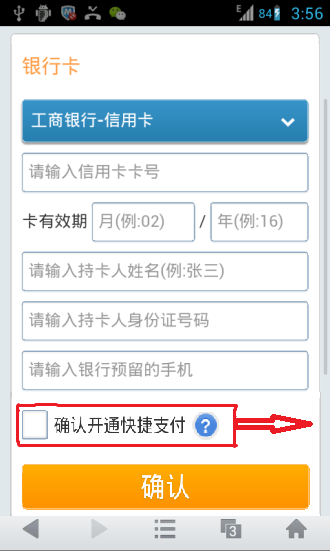 E 84 3:56
银行卡
工商银行-信用卡
请输入信用卡卡号
卡有效期 月(例:02) / 年(例:16)
请输入持卡人姓名(例:张三)
请输入持卡人身份证号码
请输入银行预留的手机
确认开通快捷支付 ?
确认
3